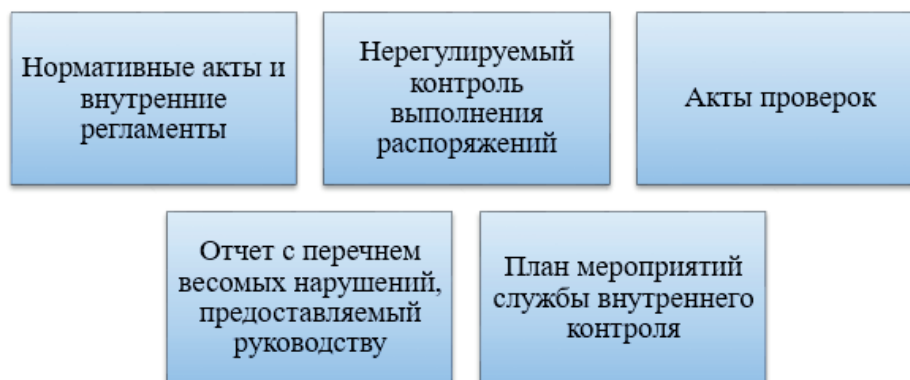 Нормативные акты и
внутренние
регламенты
Нерегулируемый
контроль
выполнения
распоряжений
Акты проверок
Отчет с перечнем
весомых нарушений,
предоставляемый
руководству
План мероприятий
службы внутреннего
контроля